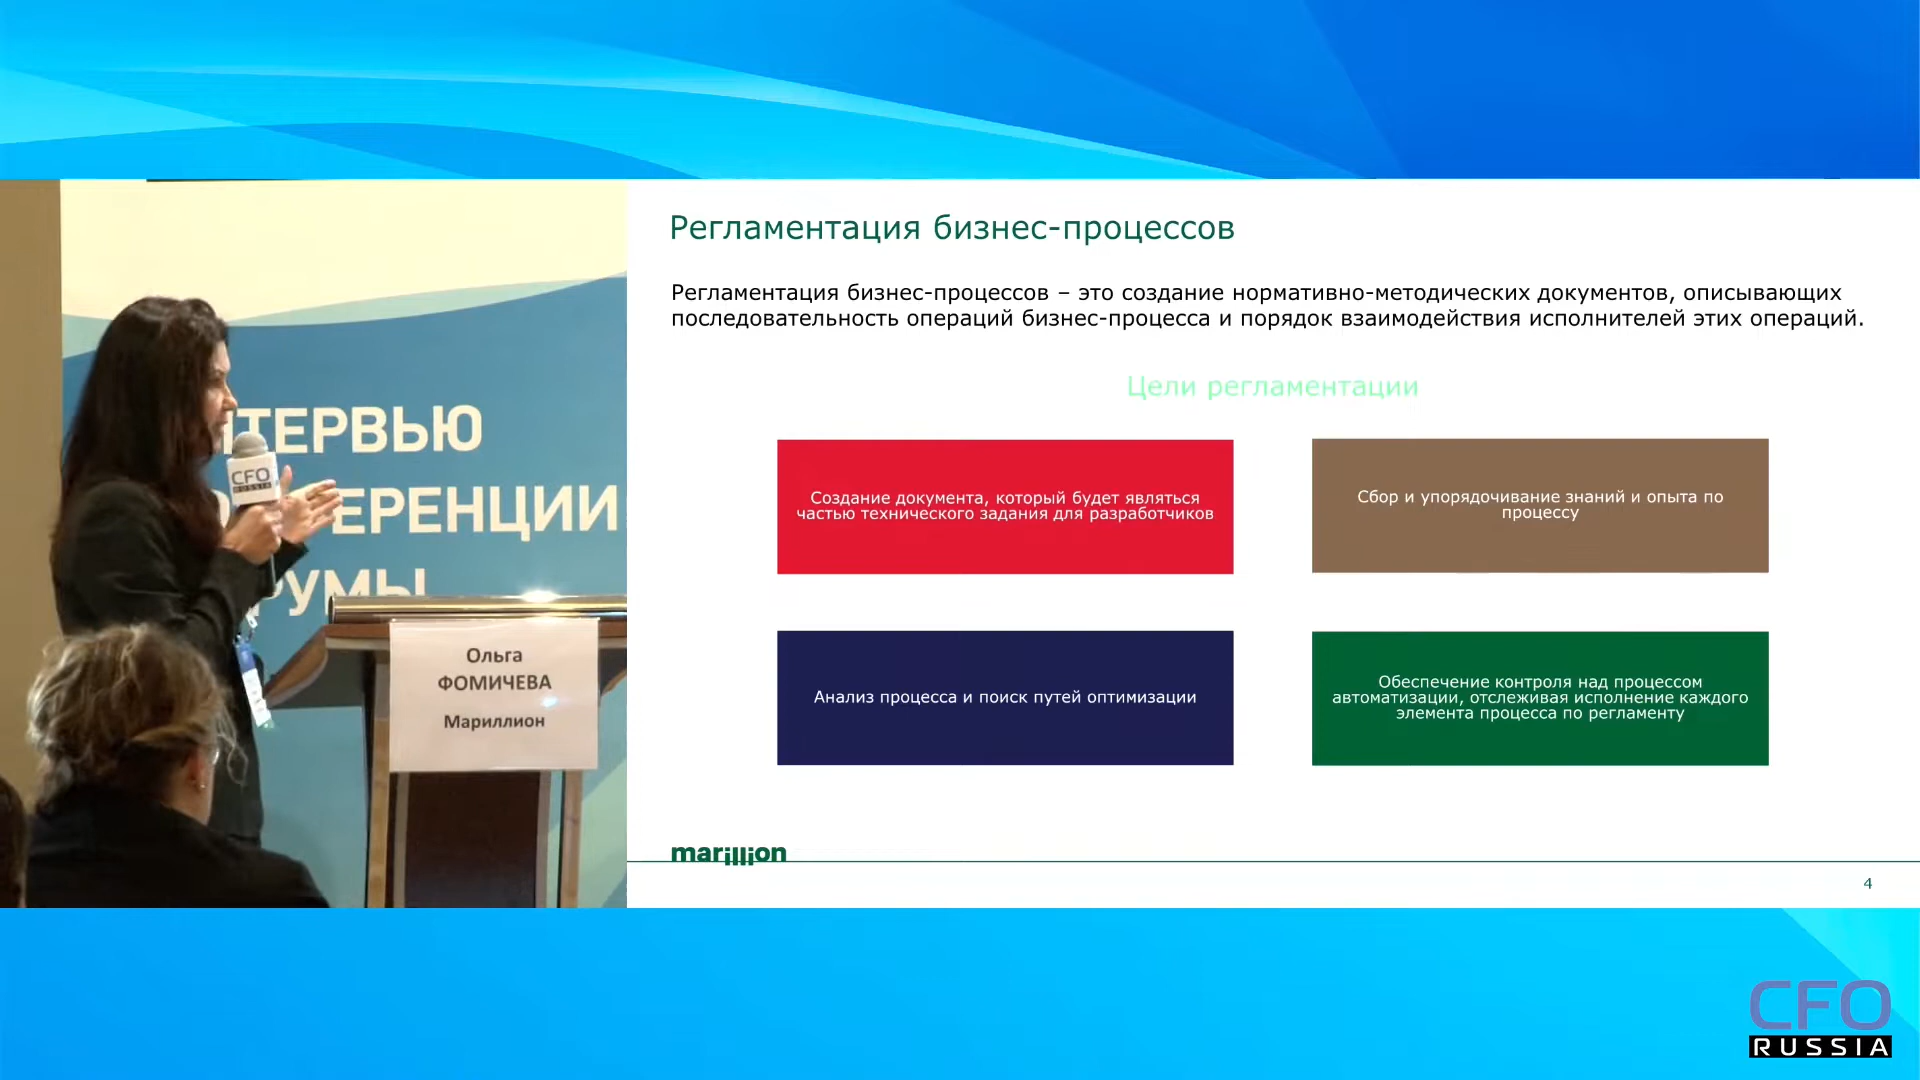 Регламентация бизнес-процессов
Регламентация бизнес-процессов – это создание нормативно-методических документов, описывающих
последовательность операций бизнес-процесса и порядок взаимодействия исполнителей этих операций.
Цели регламентации
Создание документа, который будет являться
частью технического задания для разработчиков
Сбор и упорядочивание знаний и опыта по
процессу
Анализ процесса и поиск путей оптимизации
Обеспечение контроля над процессом
автоматизации, отслеживая исполнение каждого
элемента процесса по регламенту
marillion
4
ТЕРВЬЮ
ЕРЕНЦИИ
РУМЫ
CFO
RUSSIA
Ольга
ФОМИЧЕВА
Мариллион
CFO
RUSSIA